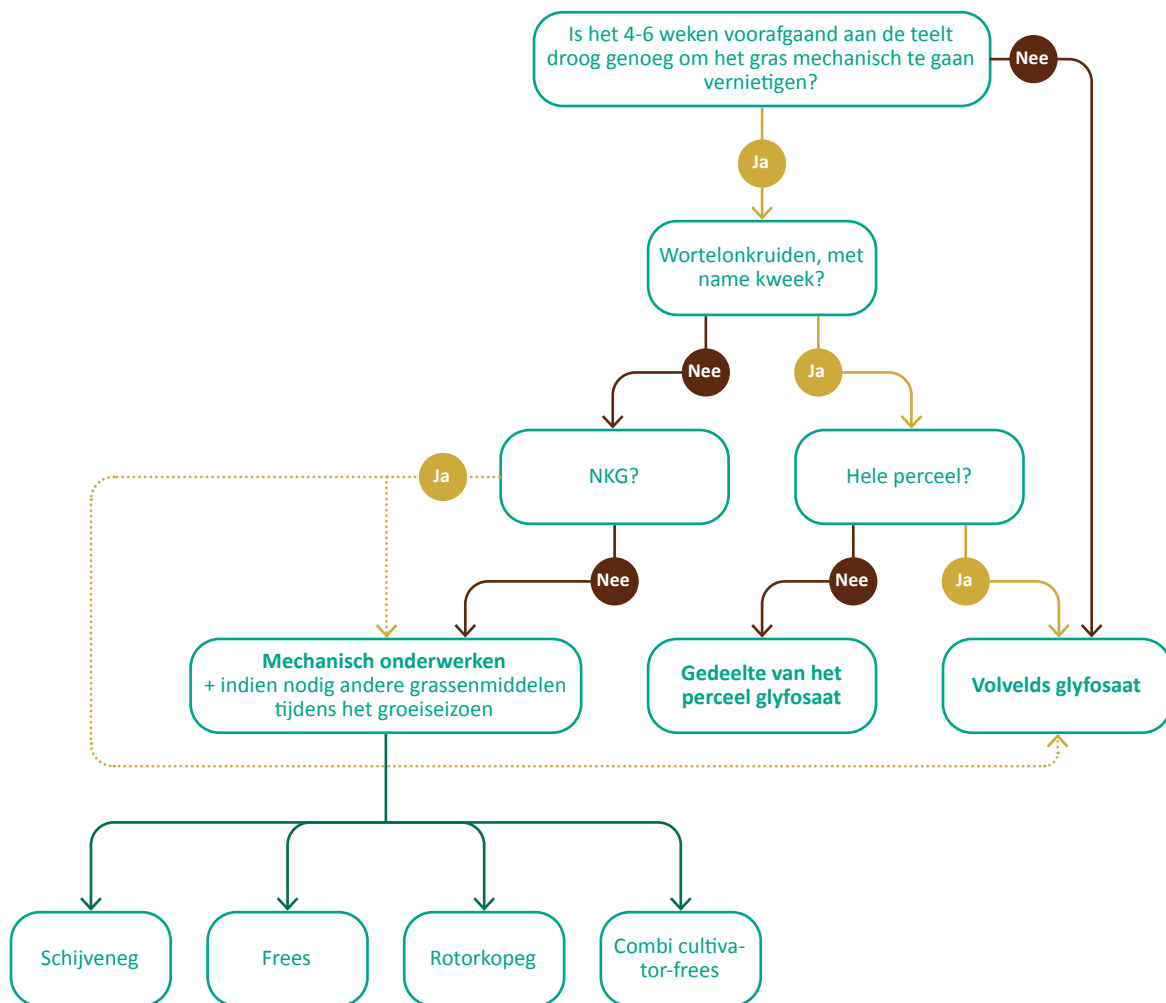 Is het 4-6 weken voorafgaand aan de teelt
droog genoeg om het gras mechanisch te gaan
vernietigen?
Nee
Ja
Wortelonkruiden, met
name kweek?
Nee
Ja
NKG?
Hele perceel?
Ja
Nee
Nee
Ja
Mechanisch onderwerken
+ indien nodig andere grassenmiddelen
tijdens het groeiseizoen
Gedeelte van het
perceel glyfosaat
Volvelds glyfosaat
Schijveneg
Frees
Rotorkopeg
Combi cultiva-
tor-frees